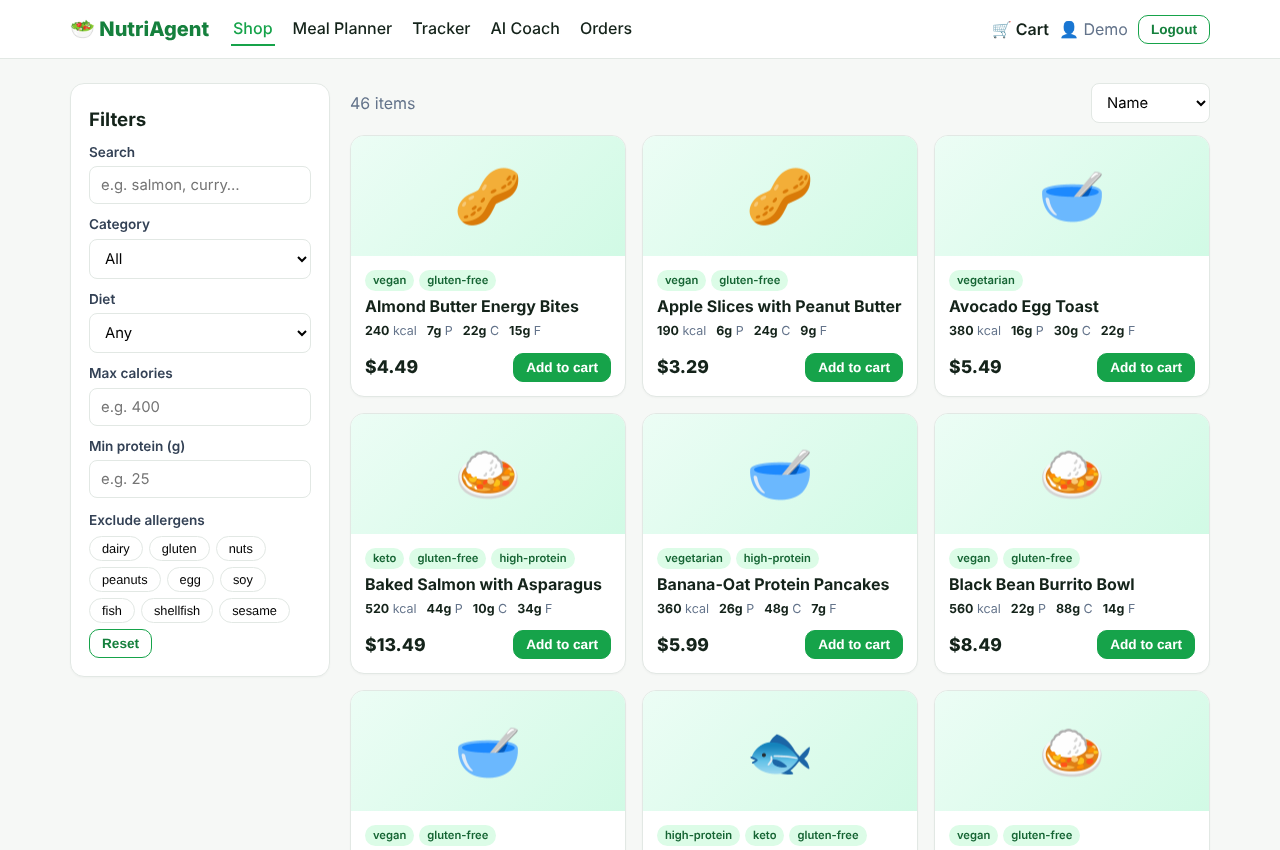 NutriAgent Shop Meal Planner Tracker AI Coach Orders Cart Demo Logout
Filters
Search
e.g. salmon, curry...
Category
All
Diet
Any
Max calories
e.g. 400
Min protein (g)
e.g. 25
Exclude allergens
dairy gluten nuts
peanuts egg soy
fish shellfish sesame
Reset
46 items Name
vegan gluten-free
Almond Butter Energy Bites
240 kcal 7g P 22g C 15g F
$4.49 Add to cart
vegan gluten-free
Apple Slices with Peanut Butter
190 kcal 6g P 24g C 9g F
$3.29 Add to cart
vegetarian
Avocado Egg Toast
380 kcal 16g P 30g C 22g F
$5.49 Add to cart
keto gluten-free high-protein
Baked Salmon with Asparagus
520 kcal 44g P 10g C 34g F
$13.49 Add to cart
vegetarian high-protein
Banana-Oat Protein Pancakes
360 kcal 26g P 48g C 7g F
$5.99 Add to cart
vegan gluten-free
Black Bean Burrito Bowl
560 kcal 22g P 88g C 14g F
$8.49 Add to cart
vegan gluten-free
high-protein keto gluten-free
vegan gluten-free